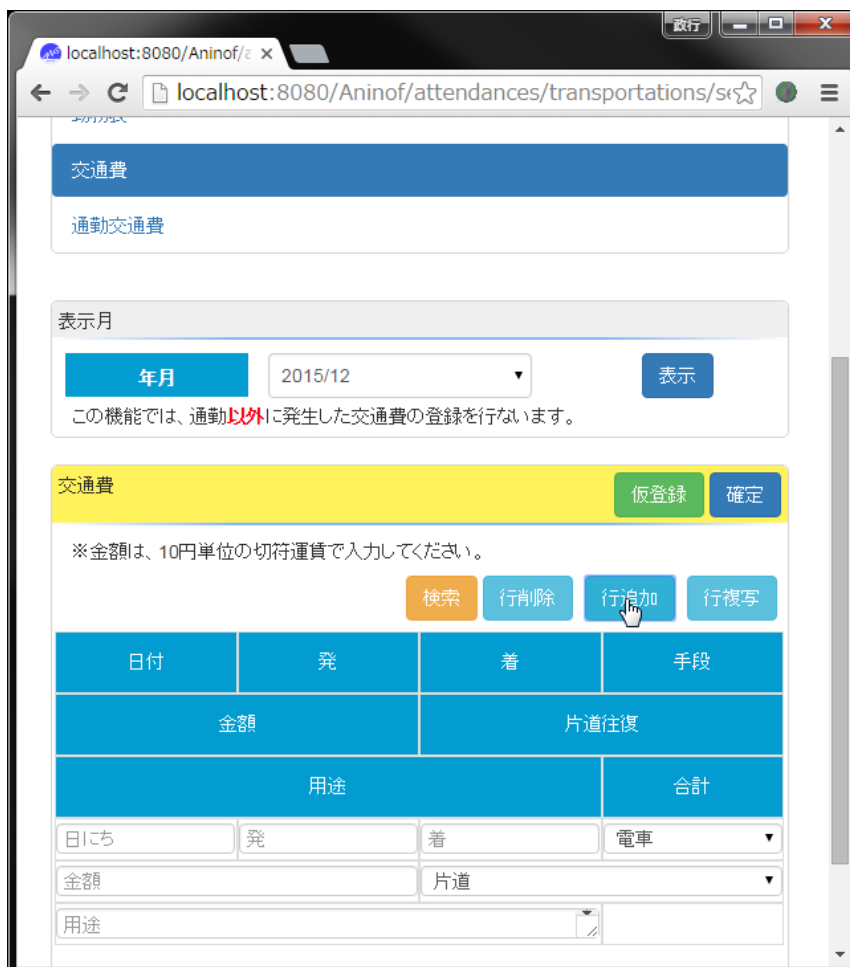 政行
localhost:8080/Aninof/a
localhost:8080/Aninof/attendances/transportations/se
交通費
通勤交通費
表示月
年月 2015/12 表示
この機能では、通勤以外に発生した交通費の登録を行ないます。
交通費 仮登録 確定
※金額は、10円単位の切符運賃で入力してください。
検索 行削除 行追加 行複写
日付 発 着 手段
金額 片道往復
用途 合計
日にち 発 着 電車
金額 片道
用途